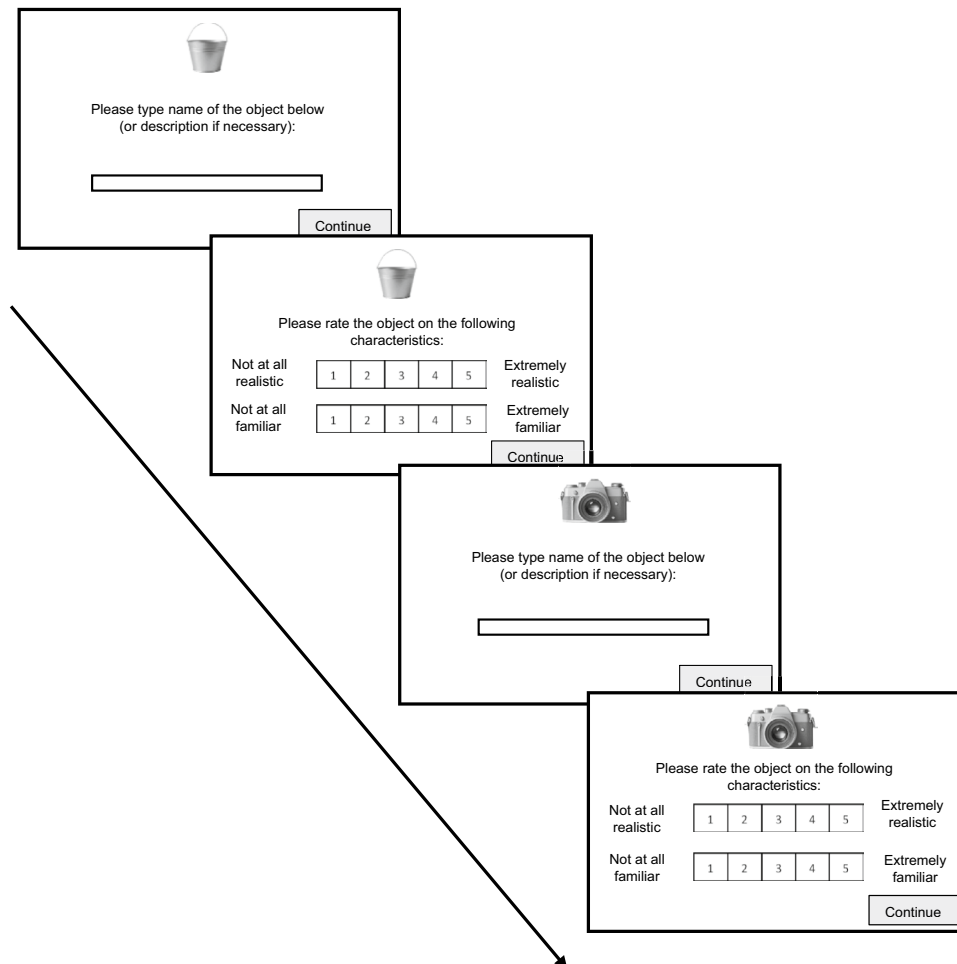 Please type name of the object below
(or description if necessary):
Continue
Please rate the object on the following
characteristics:
Not at all
realistic
1 2 3 4 5
Extremely
realistic
Not at all
familiar
1 2 3 4 5
Extremely
familiar
Continue
Please type name of the object below
(or description if necessary):
Continue
Please rate the object on the following
characteristics:
Not at all
realistic
1 2 3 4 5
Extremely
realistic
Not at all
familiar
1 2 3 4 5
Extremely
familiar
Continue